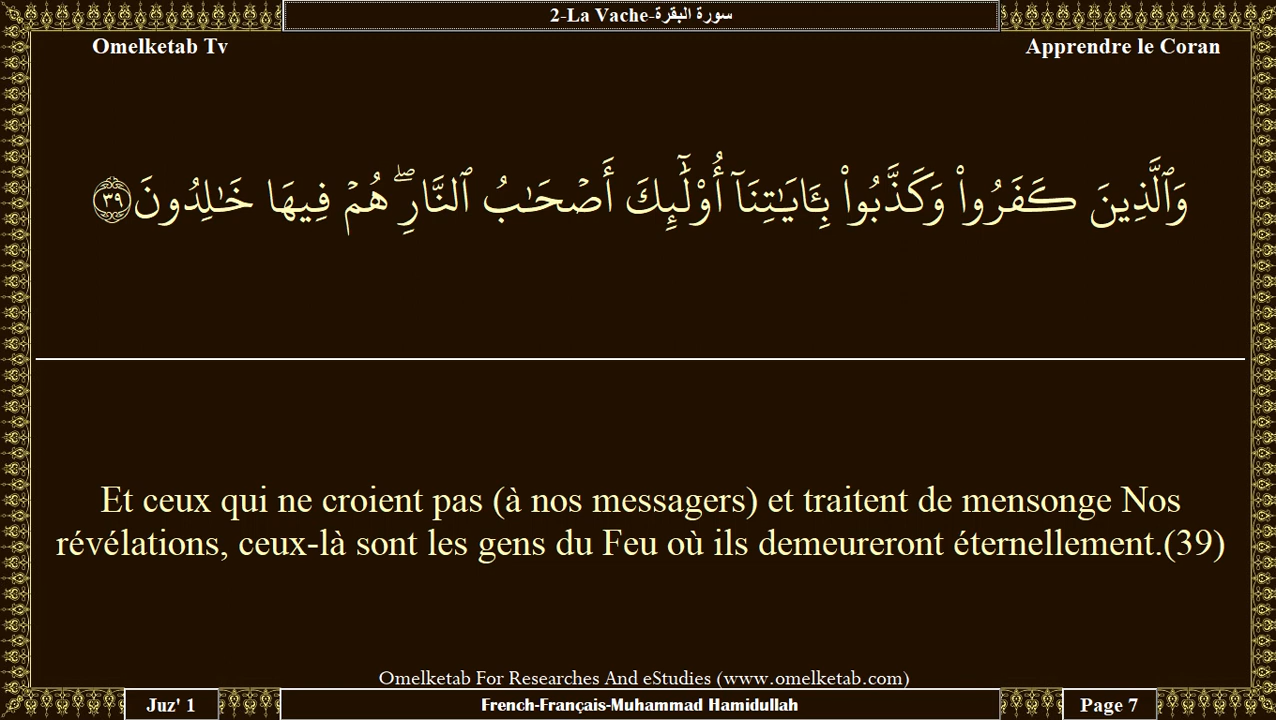 2-La Vache-سورة البقرة
Omelketab Tv
Apprendre le Coran
وَٱلَّذِينَ كَفَرُوا۟ وَكَذَّبُوا۟ بِـَٔايَـٰتِنَآ أُو۟لَـٰٓئِكَ أَصْحَـٰبُ ٱلنَّارِ ۖ هُمْ فِيهَا خَـٰلِدُونَ ٣٩
Et ceux qui ne croient pas (à nos messagers) et traitent de mensonge Nos
révélations, ceux-là sont les gens du Feu où ils demeureront éternellement.(39)
Omelketab For Researches And eStudies (www.omelketab.com)
Juz' 1
French-Français-Muhammad Hamidullah
Page 7